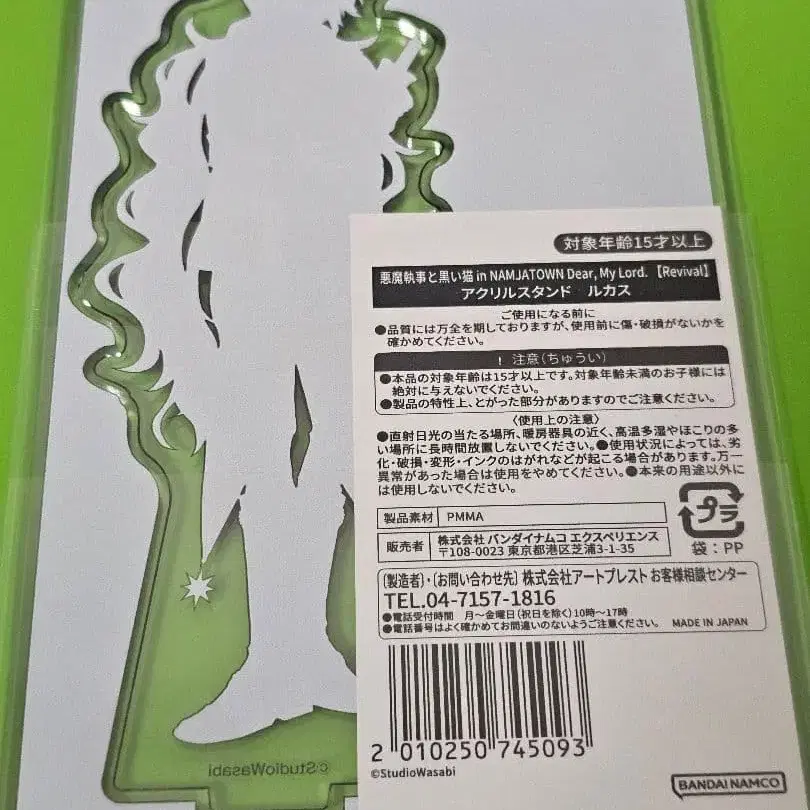 対象年齢15才以上
悪魔執事と黒い猫 in NAMJATOWN Dear, My Lord. 【Revival】
アクリルスタンド ルカス
ご使用になる前に
●品質には万全を期しておりますが、使用前に傷・破損がないかを
確かめてください。
! 注意(ちゅうい)
●本品の対象年齢は15才以上です。対象年齢未満のお子様には
絶対に与えないでください。
●製品の特性上、とがった部分がありますのでご注意ください。
〈使用上の注意〉
●直射日光の当たる場所、暖房器具の近く、高温多湿やほこりの多
い場所に長時間放置しないでください。●使用状況によっては、劣
化・破損・変形・インクのはがれなどが起こる場合があります。万一
異常があった場合は使用をやめてください。●本来の用途以外に
は使用しないでください。
製品素材 PMMA
プラ
袋:PP
販売者 株式会社 バンダイナムコ エクスペリエンス
〒108-0023 東京都港区芝浦3-1-35
〔製造者〕・〔お問い合わせ先〕株式会社アートプレスト お客様相談センター
TEL.04-7157-1816
●電話受付時間 月〜金曜日(祝日を除く)10時〜17時
●電話番号はよく確かめてお間違いのないようご注意ください。 MADE IN JAPAN
2 010250 745093
©StudioWasabi
BANDAI NAMCO
©StudioWasabi